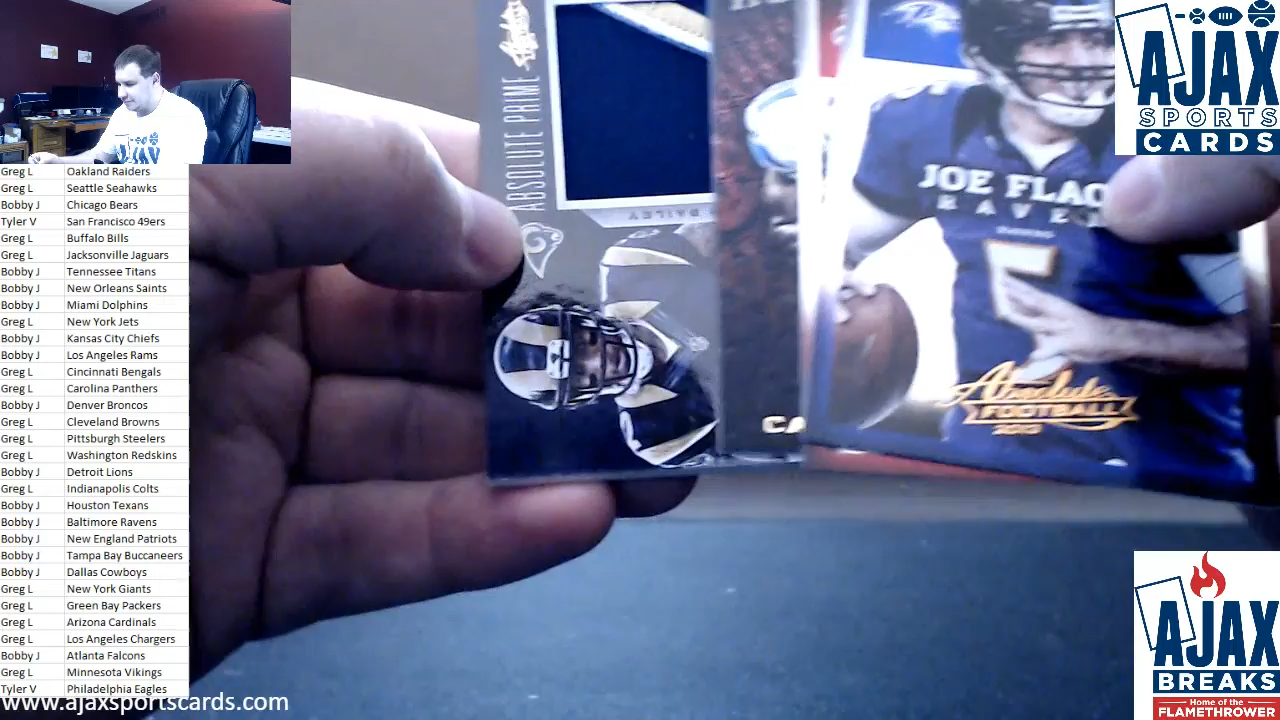 Greg L Oakland Raiders
Greg L Seattle Seahawks
Bobby J Chicago Bears
Tyler V San Francisco 49ers
Greg L Buffalo Bills
Greg L Jacksonville Jaguars
Bobby J Tennessee Titans
Bobby J New Orleans Saints
Bobby J Miami Dolphins
Greg L New York Jets
Bobby J Kansas City Chiefs
Bobby J Los Angeles Rams
Greg L Cincinnati Bengals
Greg L Carolina Panthers
Bobby J Denver Broncos
Greg L Cleveland Browns
Greg L Pittsburgh Steelers
Greg L Washington Redskins
Bobby J Detroit Lions
Greg L Indianapolis Colts
Bobby J Houston Texans
Bobby J Baltimore Ravens
Bobby J New England Patriots
Bobby J Tampa Bay Buccaneers
Bobby J Dallas Cowboys
Greg L New York Giants
Greg L Green Bay Packers
Greg L Arizona Cardinals
Greg L Los Angeles Chargers
Bobby J Atlanta Falcons
Greg L Minnesota Vikings
Tyler V Philadelphia Eagles
www.ajaxsportscards.com
ABSOLUTE PRIME
BAILEY
CA
JOE FLAC
RAVE
5
Absolute
FOOTBALL
2013
AJAX
SPORTS
CARDS
AJAX
BREAKS
Home of the
FLAMETHROWER